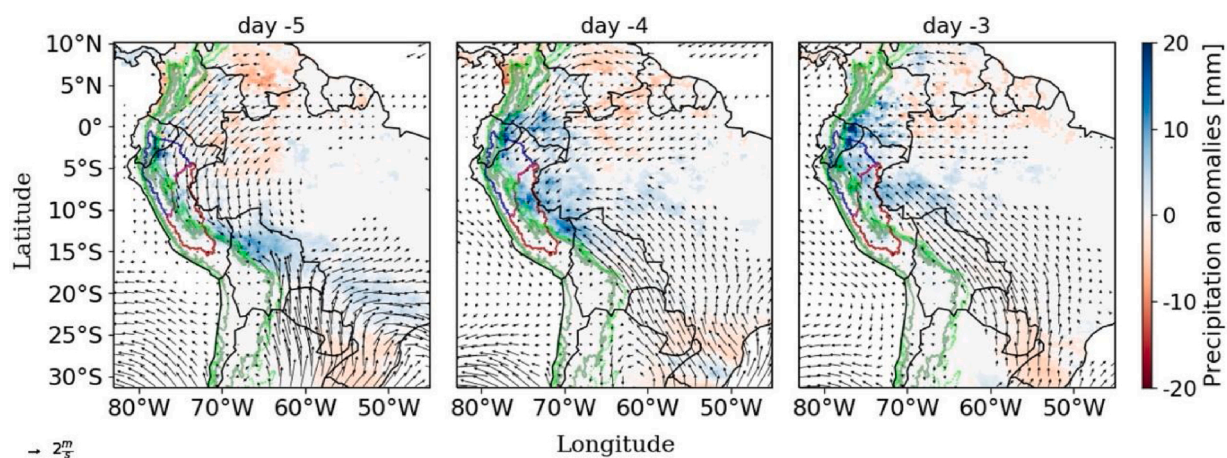 day -5 day -4 day -3
10°N
5°N
0°
5°S
10°S
15°S
20°S
25°S
30°S
Latitude
80°W 70°W 60°W 50°W 80°W 70°W 60°W 50°W 80°W 70°W 60°W 50°W
Longitude
2 m/s
20
10
0
-10
-20
Precipitation anomalies [mm]